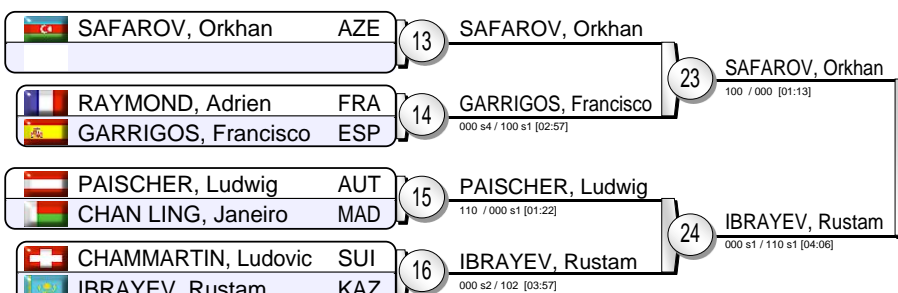 SAFAROV, Orkhan AZE
13
SAFAROV, Orkhan
23
SAFAROV, Orkhan
100 / 000 [01:13]
RAYMOND, Adrien FRA
GARRIGOS, Francisco ESP
14
GARRIGOS, Francisco
000 s4 / 100 s1 [02:57]
PAISCHER, Ludwig AUT
CHAN LING, Janeiro MAD
15
PAISCHER, Ludwig
110 / 000 s1 [01:22]
24
IBRAYEV, Rustam
000 s1 / 110 s1 [04:06]
CHAMMARTIN, Ludovic SUI
IBRAYEV, Rustam KAZ
16
IBRAYEV, Rustam
000 s2 / 102 [03:57]